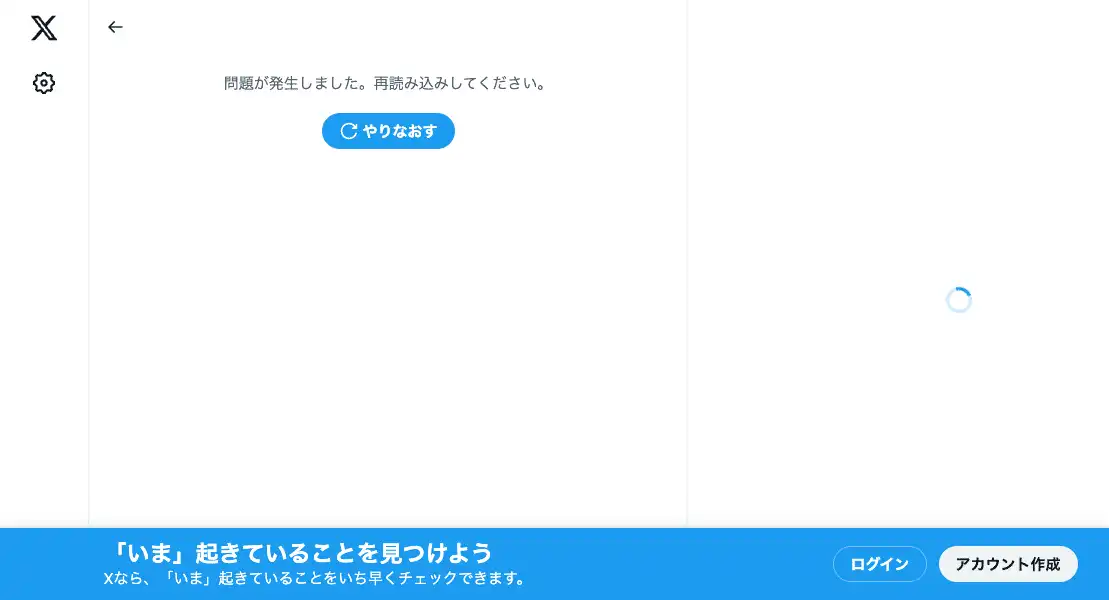 問題が発生しました。再読み込みしてください。
やりなおす
「いま」起きていることを見つけよう
Xなら、「いま」起きていることをいち早くチェックできます。
ログイン
アカウント作成